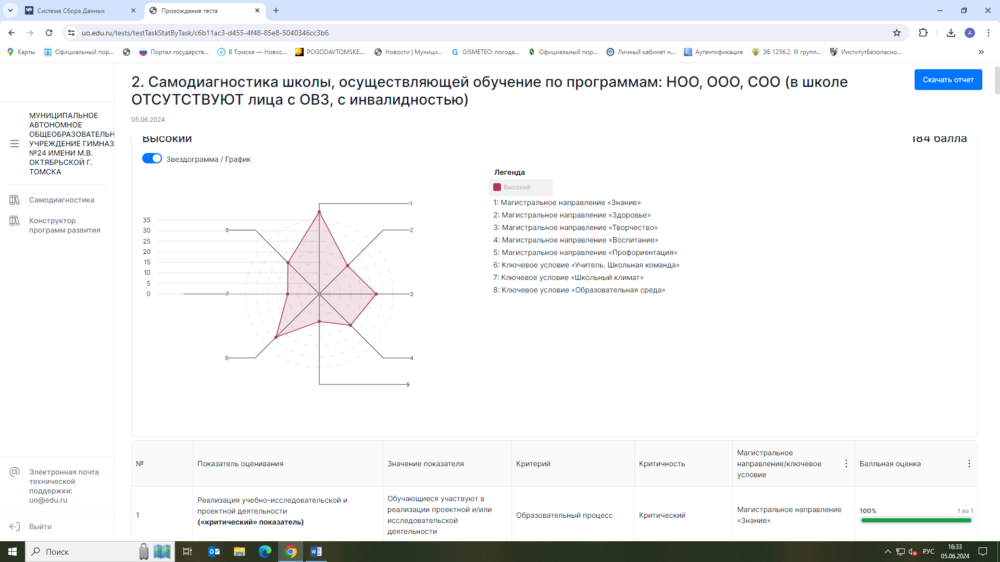 Система Сбора Данных
Прохождение теста
uo.edu.ru/tests/testTaskStatByTask/c6b11ac3-d455-4f48-85e8-5040346cc3b6
A
Карты
Официальный пор...
Портал государств...
В Томске — Новос...
POGODAVTOMSKE....
Новости | Муници...
GISMETEO: погода...
Официальный пор...
Личный кабинет н...
Аутентификация
ЭБ 1256.2. III групп...
ИнститутБезопасно...
2. Самодиагностика школы, осуществляющей обучение по программам: НОО, ООО, СОО (в школе
ОТСУТСТВУЮТ лица с ОВЗ, с инвалидностью)
Скачать отчет
05.06.2024
МУНИЦИПАЛЬНОЕ
АВТОНОМНОЕ
ОБЩЕОБРАЗОВАТЕЛЬН
УЧРЕЖДЕНИЕ ГИМНАЗ
№24 ИМЕНИ М.В.
ОКТЯБРЬСКОЙ Г.
ТОМСКА
Самодиагностика
Конструктор
программ развития
Электронная почта
технической
поддержки:
uo@edu.ru
Выйти
Высокий
184 балла
Звездограмма / График
35
30
25
20
15
10
5
0
1
2
3
4
5
6
7
8
Легенда
Высокий
1: Магистральное направление «Знание»
2: Магистральное направление «Здоровье»
3: Магистральное направление «Творчество»
4: Магистральное направление «Воспитание»
5: Магистральное направление «Профориентация»
6: Ключевое условие «Учитель. Школьная команда»
7: Ключевое условие «Школьный климат»
8: Ключевое условие «Образовательная среда»
№
Показатель оценивания
Значение показателя
Критерий
Критичность
Магистральное
направление/ключевое
условие
Балльная оценка
1
Реализация учебно-исследовательской и
проектной деятельности
(«критический» показатель)
Обучающиеся участвуют в
реализации проектной и/или
исследовательской
деятельности
Образовательный процесс
Критический
Магистральное направление
«Знание»
100%
1 из 1
Поиск
РУС
16:33
05.06.2024